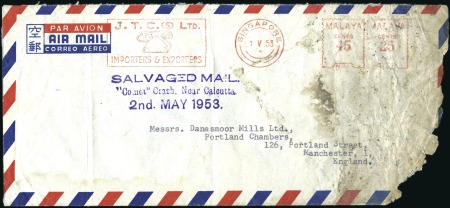 空郵
PAR AVION
AIR MAIL
CORREO AEREO
J. T. C. (S) LTD.
IMPORTERS & EXPORTERS
SINGAPORE
1 V 53
MALAYA
CENTS
MALAYA
CENTS
25
SALVAGED MAIL.
"Comet" Crash, Near Calcutta
2nd. MAY 1953.
Messrs. Danesmoor Mills Ltd.,
Portland Chambers,
126, Portland Street,
Manchester, 1,
England.